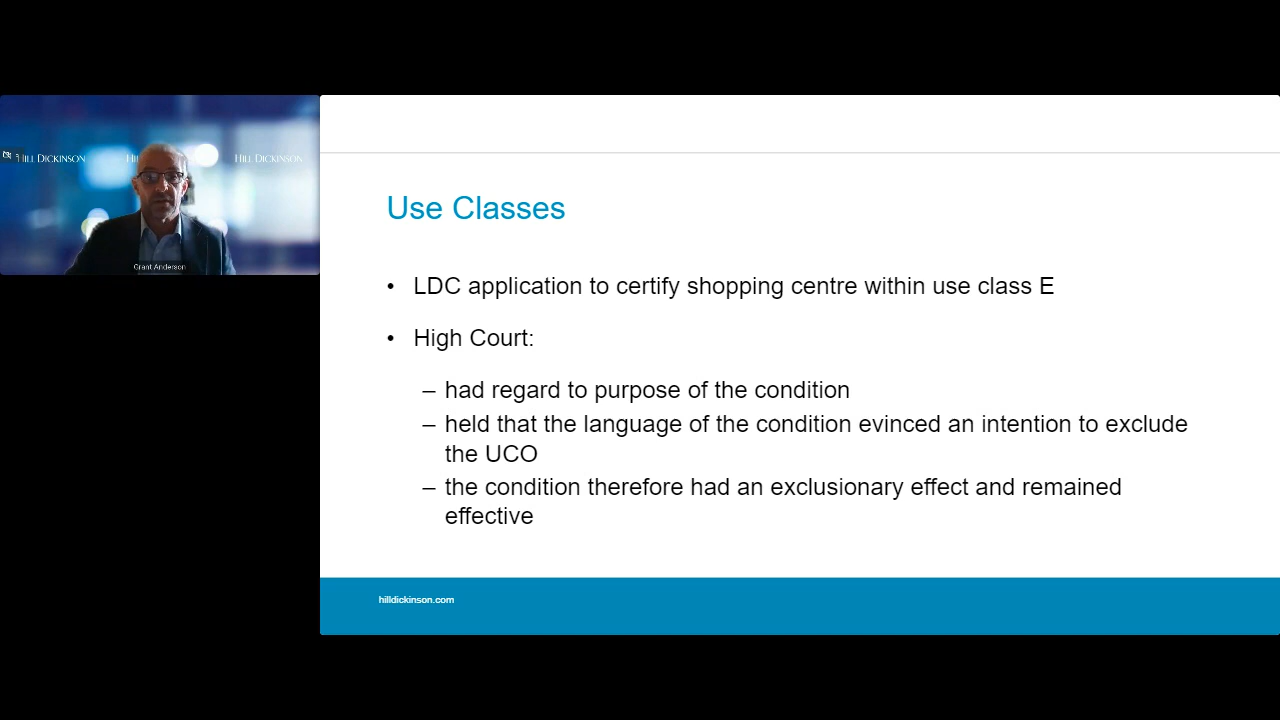 HILL DICKINSON
HILL DICKINSON
Grant Anderson
Use Classes
• LDC application to certify shopping centre within use class E
• High Court:
– had regard to purpose of the condition
– held that the language of the condition evinced an intention to exclude
the UCO
– the condition therefore had an exclusionary effect and remained
effective
hilldickinson.com